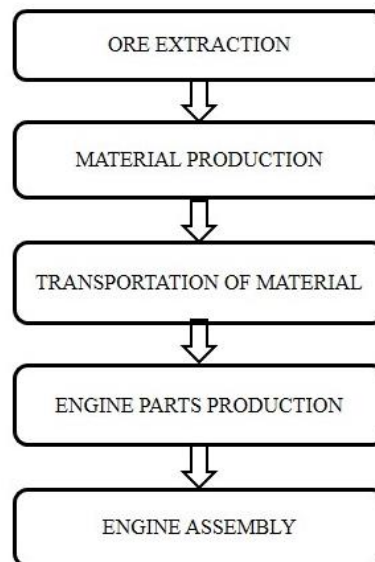 ORE EXTRACTION
MATERIAL PRODUCTION
TRANSPORTATION OF MATERIAL
ENGINE PARTS PRODUCTION
ENGINE ASSEMBLY